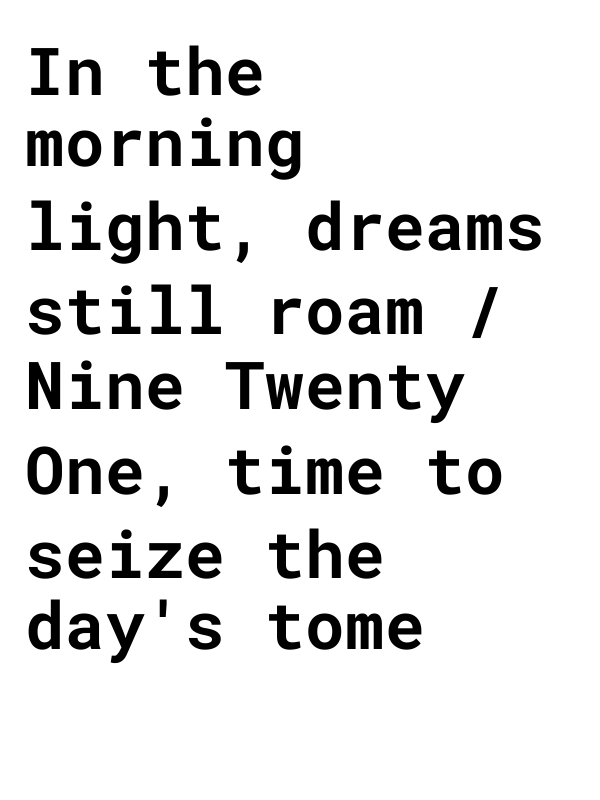 In the
morning
light, dreams
still roam /
Nine Twenty
One, time to
seize the
day's tome